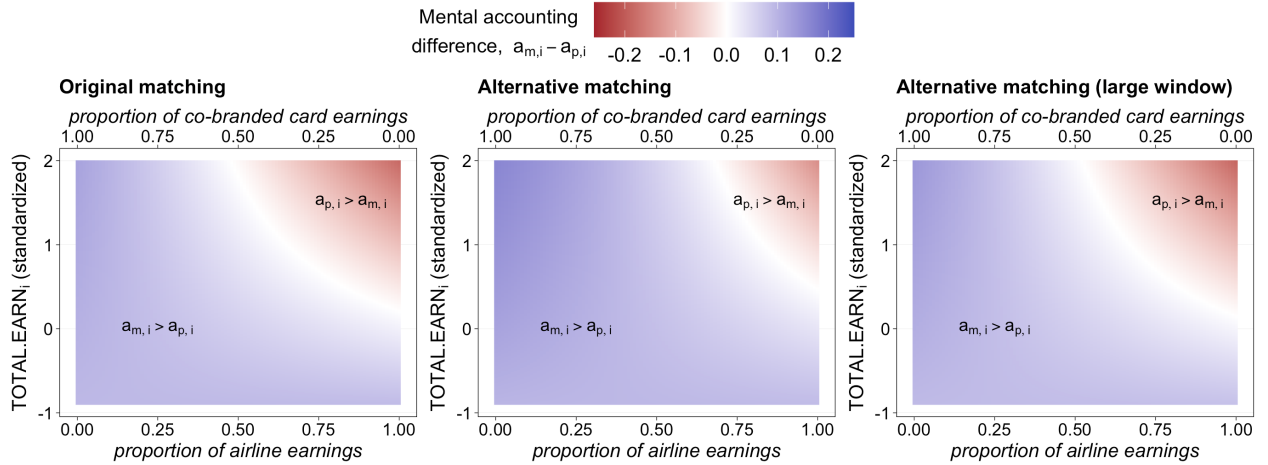 Mental accounting
difference, a_m,i − a_p,i
-0.2 -0.1 0.0 0.1 0.2
Original matching
proportion of co-branded card earnings
1.00 0.75 0.50 0.25 0.00
TOTAL.EARN_i (standardized)
2
1
0
-1
a_p, i > a_m, i
a_m, i > a_p, i
0.00 0.25 0.50 0.75 1.00
proportion of airline earnings
Alternative matching
proportion of co-branded card earnings
1.00 0.75 0.50 0.25 0.00
TOTAL.EARN_i (standardized)
2
1
0
-1
a_p, i > a_m, i
a_m, i > a_p, i
0.00 0.25 0.50 0.75 1.00
proportion of airline earnings
Alternative matching (large window)
proportion of co-branded card earnings
1.00 0.75 0.50 0.25 0.00
TOTAL.EARN_i (standardized)
2
1
0
-1
a_p, i > a_m, i
a_m, i > a_p, i
0.00 0.25 0.50 0.75 1.00
proportion of airline earnings